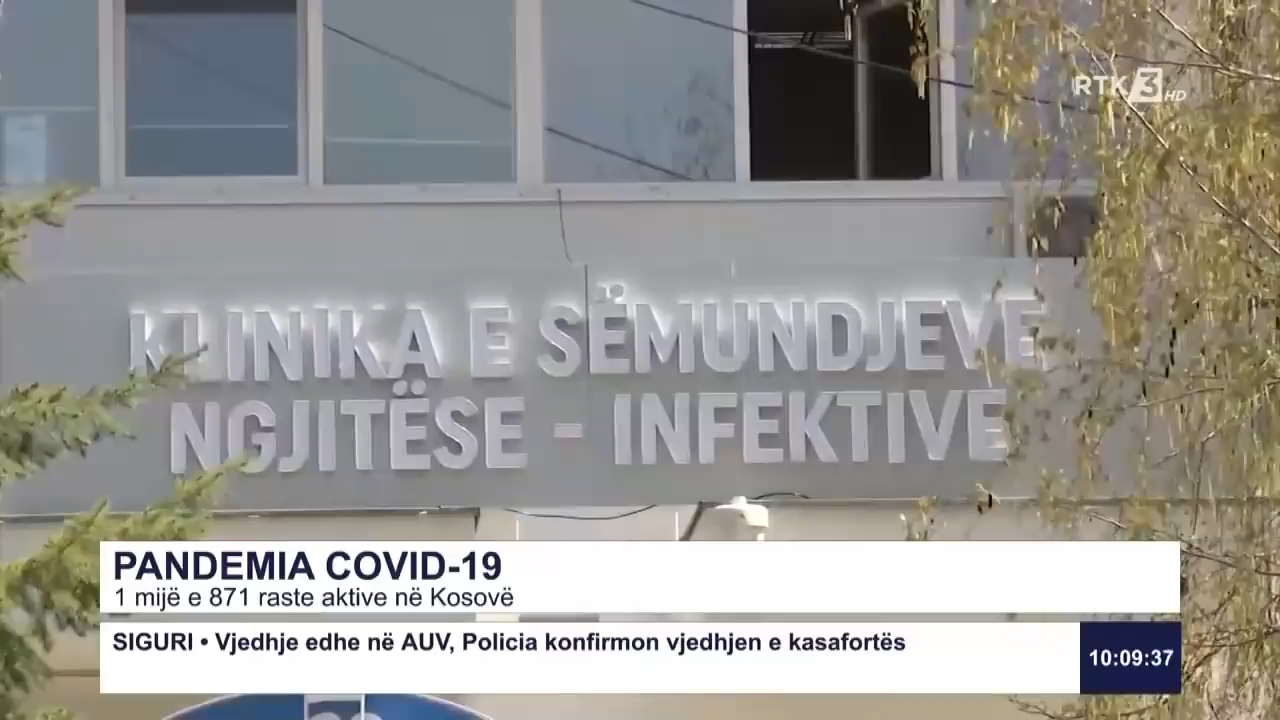 RTK 3 HD
KLINIKA E SËMUNDJEVE
NGJITËSE - INFEKTIVE
PANDEMIA COVID-19
1 mijë e 871 raste aktive në Kosovë
SIGURI • Vjedhje edhe në AUV, Policia konfirmon vjedhjen e kasafortës
10:09:37